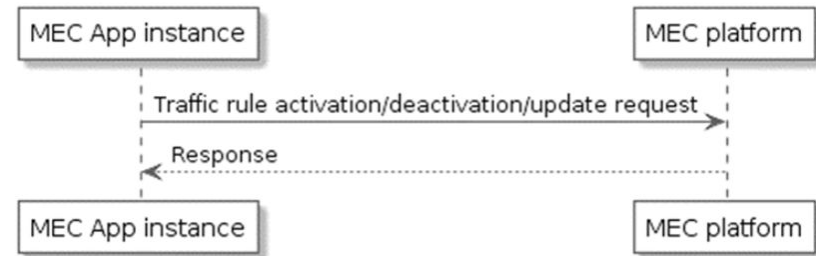 MEC App instance
MEC platform
Traffic rule activation/deactivation/update request
Response
MEC App instance
MEC platform